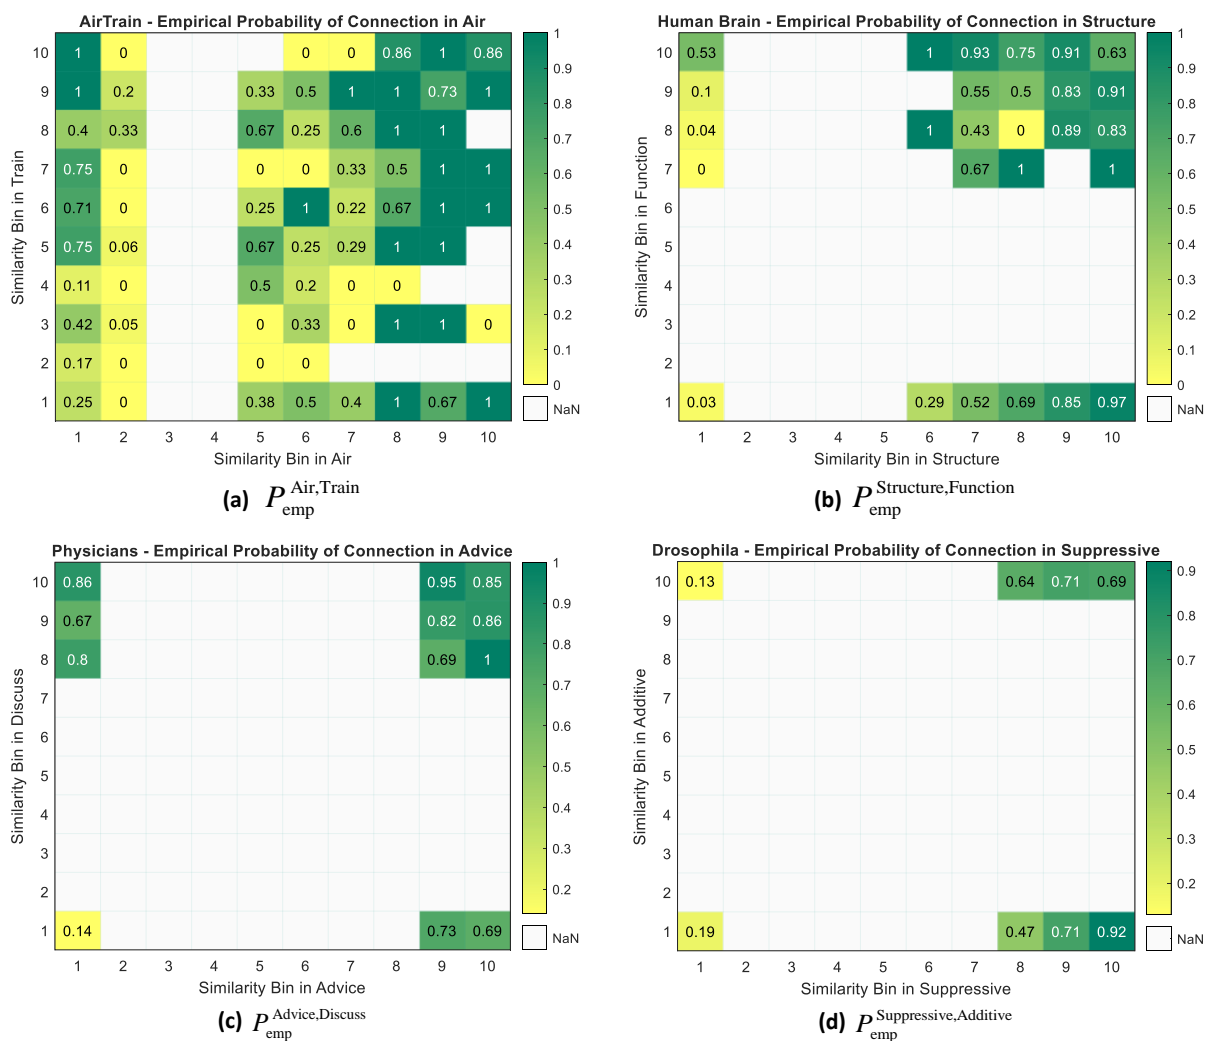 AirTrain - Empirical Probability of Connection in Air
10 1 0 0 0 0.86 1 0.86
9 1 0.2 0.33 0.5 1 1 0.73 1
8 0.4 0.33 0.67 0.25 0.6 1 1
7 0.75 0 0 0 0.33 0.5 1 1
6 0.71 0 0.25 1 0.22 0.67 1 1
5 0.75 0.06 0.67 0.25 0.29 1 1
4 0.11 0 0.5 0.2 0 0
3 0.42 0.05 0 0.33 0 1 1 0
2 0.17 0 0 0
1 0.25 0 0.38 0.5 0.4 1 0.67 1
1 2 3 4 5 6 7 8 9 10
Similarity Bin in Air
Similarity Bin in Train
1
0.9
0.8
0.7
0.6
0.5
0.4
0.3
0.2
0.1
0
NaN
(a) P emp Air,Train
Human Brain - Empirical Probability of Connection in Structure
10 0.53 1 0.93 0.75 0.91 0.63
9 0.1 0.55 0.5 0.83 0.91
8 0.04 1 0.43 0 0.89 0.83
7 0 0.67 1 1
6
5
4
3
2
1 0.03 0.29 0.52 0.69 0.85 0.97
1 2 3 4 5 6 7 8 9 10
Similarity Bin in Structure
Similarity Bin in Function
1
0.9
0.8
0.7
0.6
0.5
0.4
0.3
0.2
0.1
0
NaN
(b) P emp Structure,Function
Physicians - Empirical Probability of Connection in Advice
10 0.86 0.95 0.85
9 0.67 0.82 0.86
8 0.8 0.69 1
7
6
5
4
3
2
1 0.14 0.73 0.69
1 2 3 4 5 6 7 8 9 10
Similarity Bin in Advice
Similarity Bin in Discuss
1
0.9
0.8
0.7
0.6
0.5
0.4
0.3
0.2
NaN
(c) P emp Advice,Discuss
Drosophila - Empirical Probability of Connection in Suppressive
10 0.13 0.64 0.71 0.69
9
8
7
6
5
4
3
2
1 0.19 0.47 0.71 0.92
1 2 3 4 5 6 7 8 9 10
Similarity Bin in Suppressive
Similarity Bin in Additive
0.9
0.8
0.7
0.6
0.5
0.4
0.3
0.2
NaN
(d) P emp Suppressive,Additive